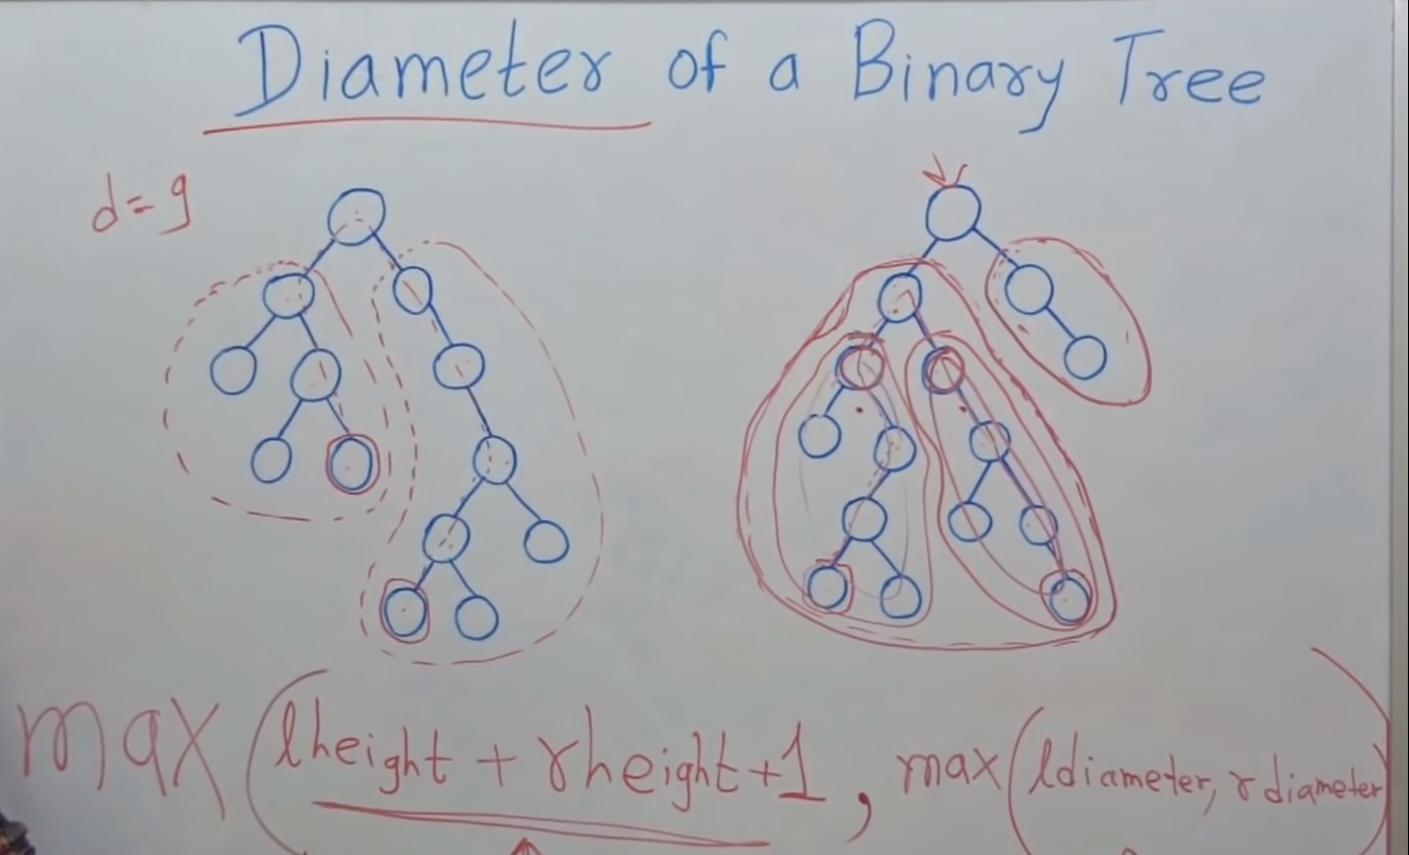 Diameter of a Binary Tree
d = 9
max (lheight + rheight + 1, max (ldiameter, rdiameter))